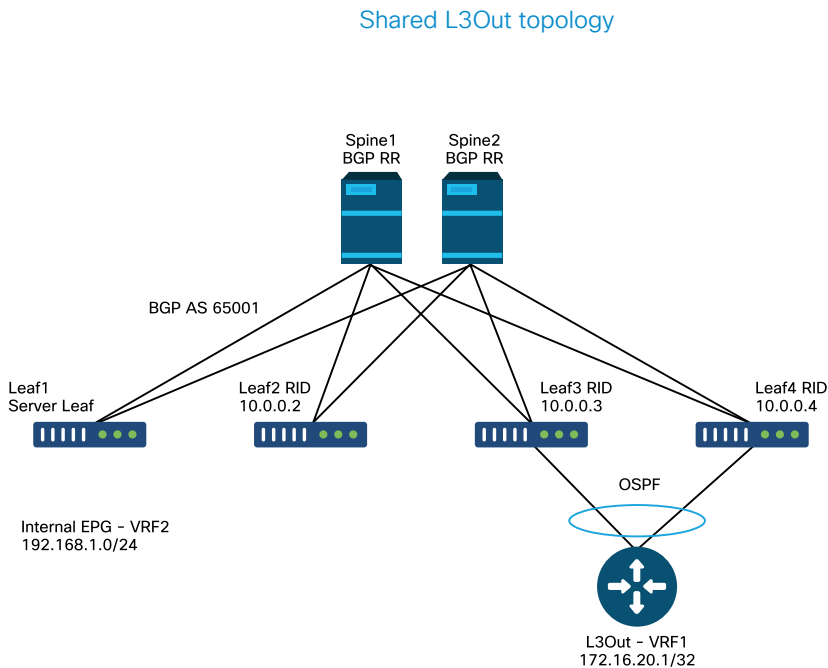 Shared L3Out topology
Spine1
BGP RR
Spine2
BGP RR
BGP AS 65001
Leaf1
Server Leaf
Leaf2 RID
10.0.0.2
Leaf3 RID
10.0.0.3
Leaf4 RID
10.0.0.4
OSPF
Internal EPG - VRF2
192.168.1.0/24
L3Out - VRF1
172.16.20.1/32